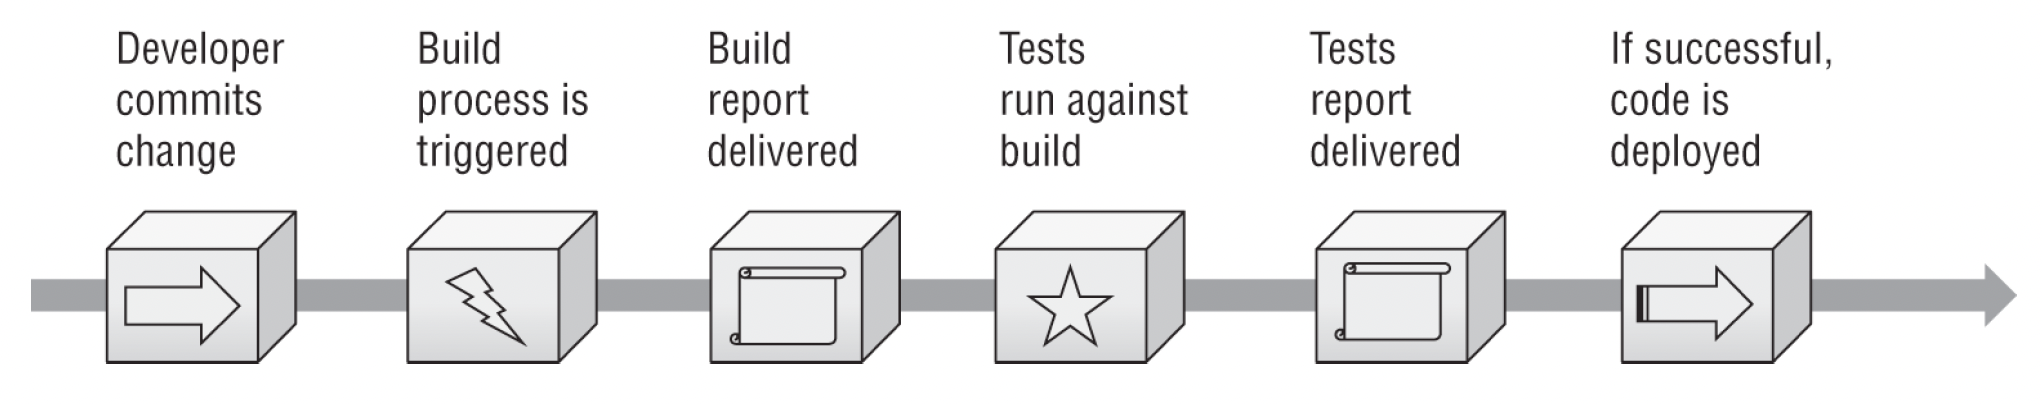 Developer
commits
change
Build
process is
triggered
Build
report
delivered
Tests
run against
build
Tests
report
delivered
If successful,
code is
deployed